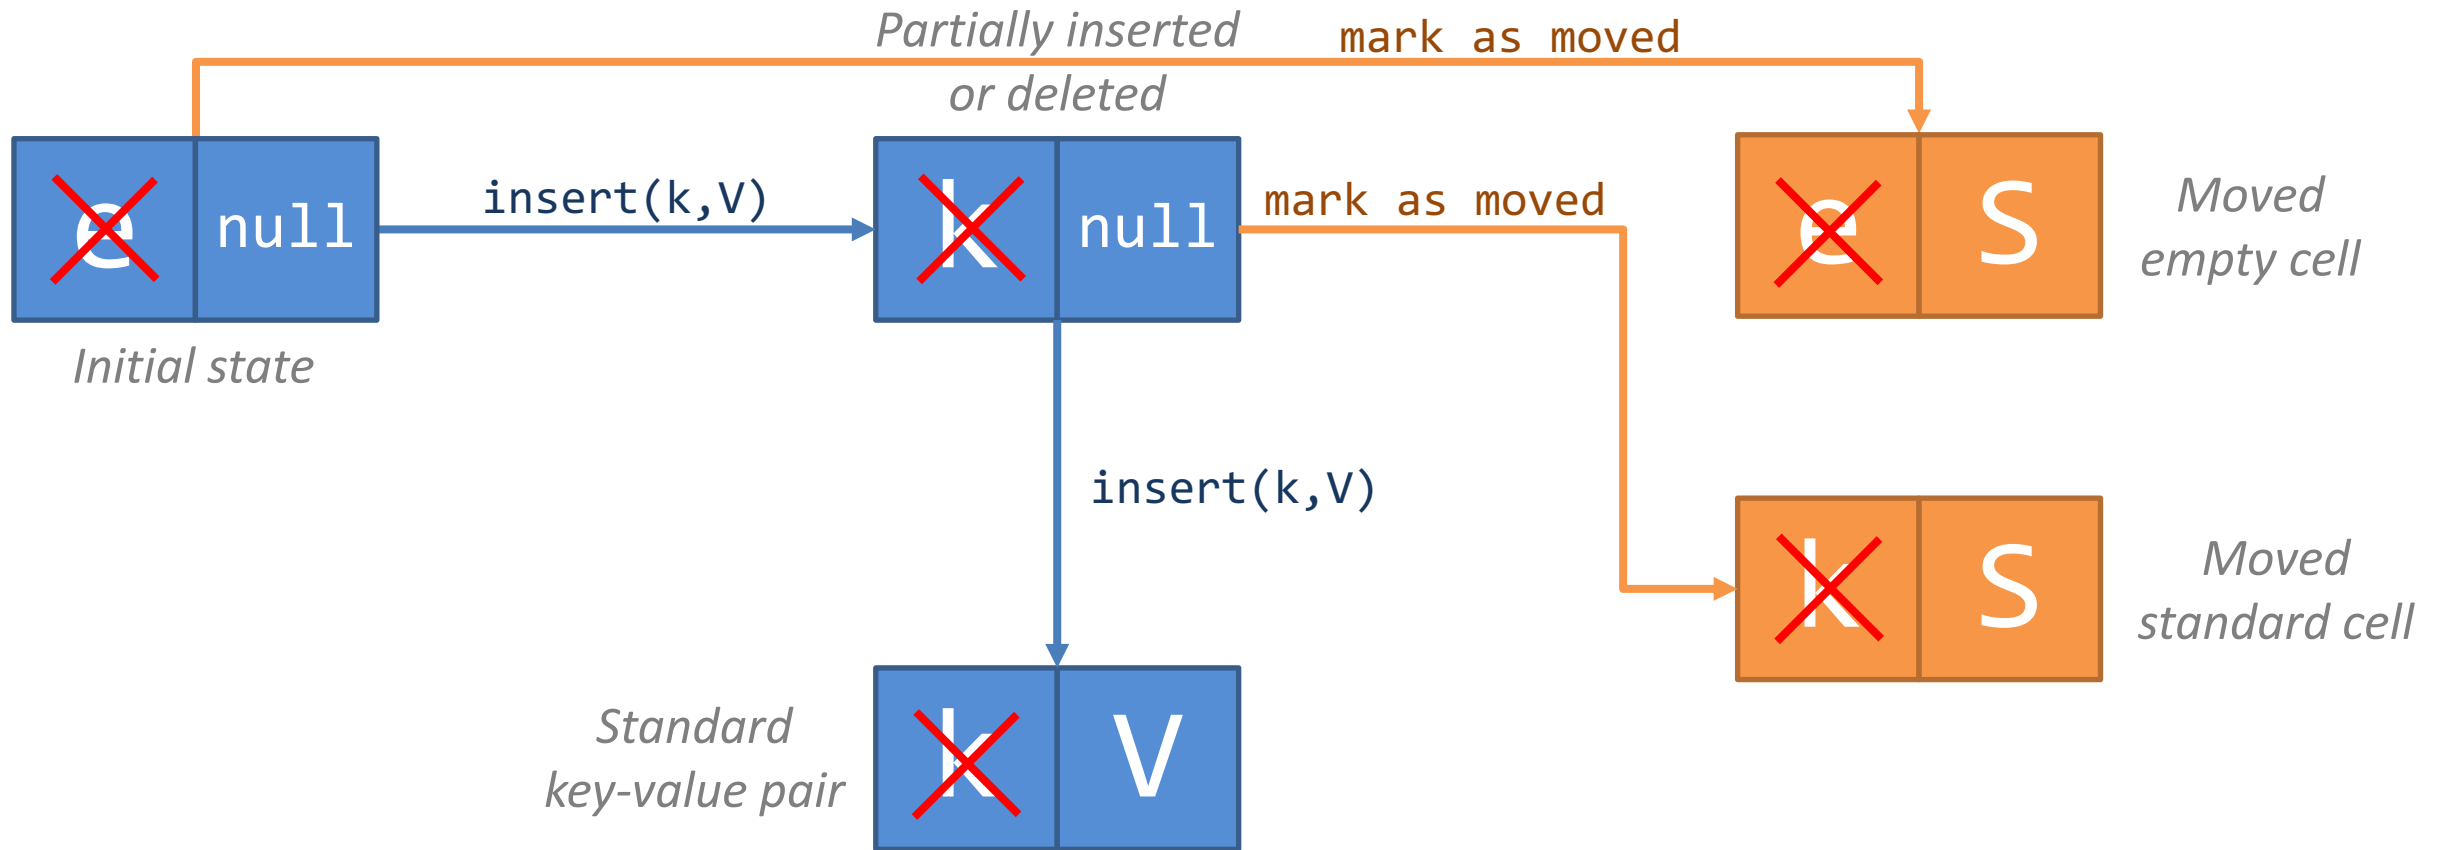 Partially inserted
or deleted
mark as moved
e
null
insert(k,V)
k
null
mark as moved
e
S
Moved
empty cell
Initial state
insert(k,V)
k
S
Moved
standard cell
Standard
key-value pair
k
V